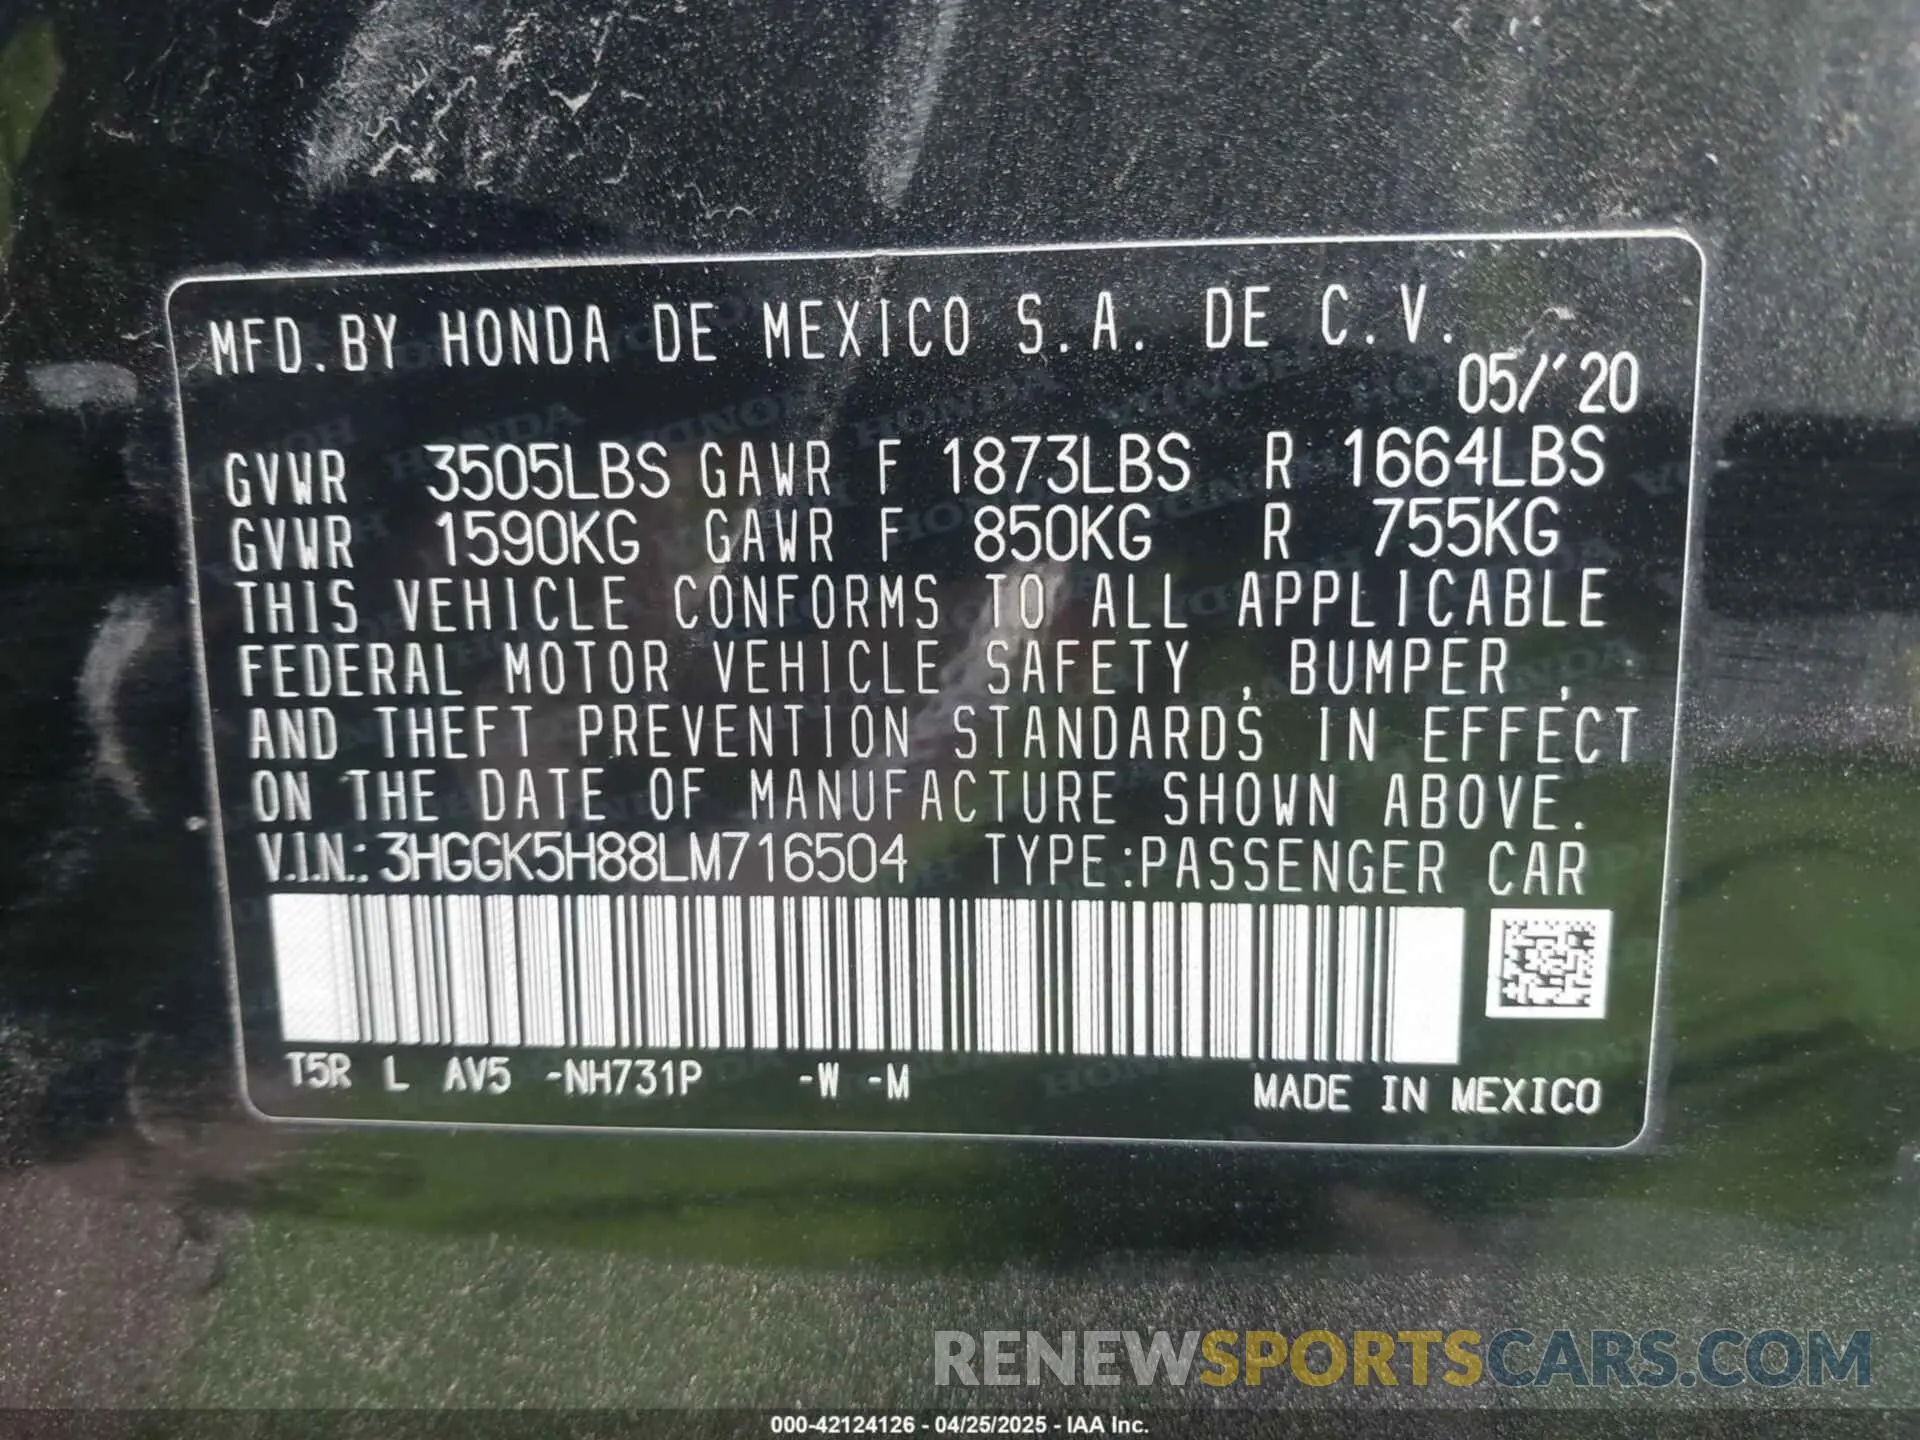 MFD.BY HONDA DE MEXICO S.A. DE C.V.
05/'20
GVWR 3505LBS GAWR F 1873LBS R 1664LBS
GVWR 1590KG GAWR F 850KG R 755KG
THIS VEHICLE CONFORMS TO ALL APPLICABLE
FEDERAL MOTOR VEHICLE SAFETY , BUMPER ,
AND THEFT PREVENTION STANDARDS IN EFFECT
ON THE DATE OF MANUFACTURE SHOWN ABOVE.
V.I.N.: 3HGGK5H88LM716504 TYPE:PASSENGER CAR
T5R L AV5 -NH731P -W -M
MADE IN MEXICO
RENEWSPORTSCARS.COM
000-42124126 - 04/25/2025 - IAA Inc.